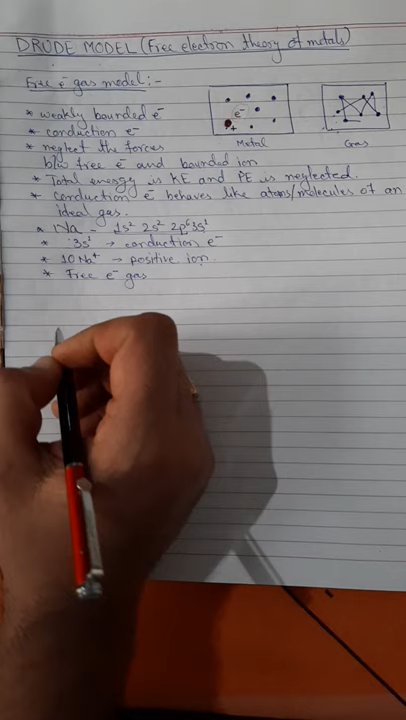 DRUDE MODEL (Free electron theory of metals)
Free e⁻ gas model:-
* weakly bounded e⁻
* conduction e⁻
* neglect the forces
b/w free e⁻ and bounded ion
e⁻
+
Metal
Gas
* Total energy is KE and PE is neglected.
* conduction e⁻ behaves like atoms/molecules of an
ideal gas.
* Na - 1s² 2s² 2p⁶ 3s¹
* 3s¹ → conduction e⁻
* 10 Na⁺ → positive ion.
* Free e⁻ gas